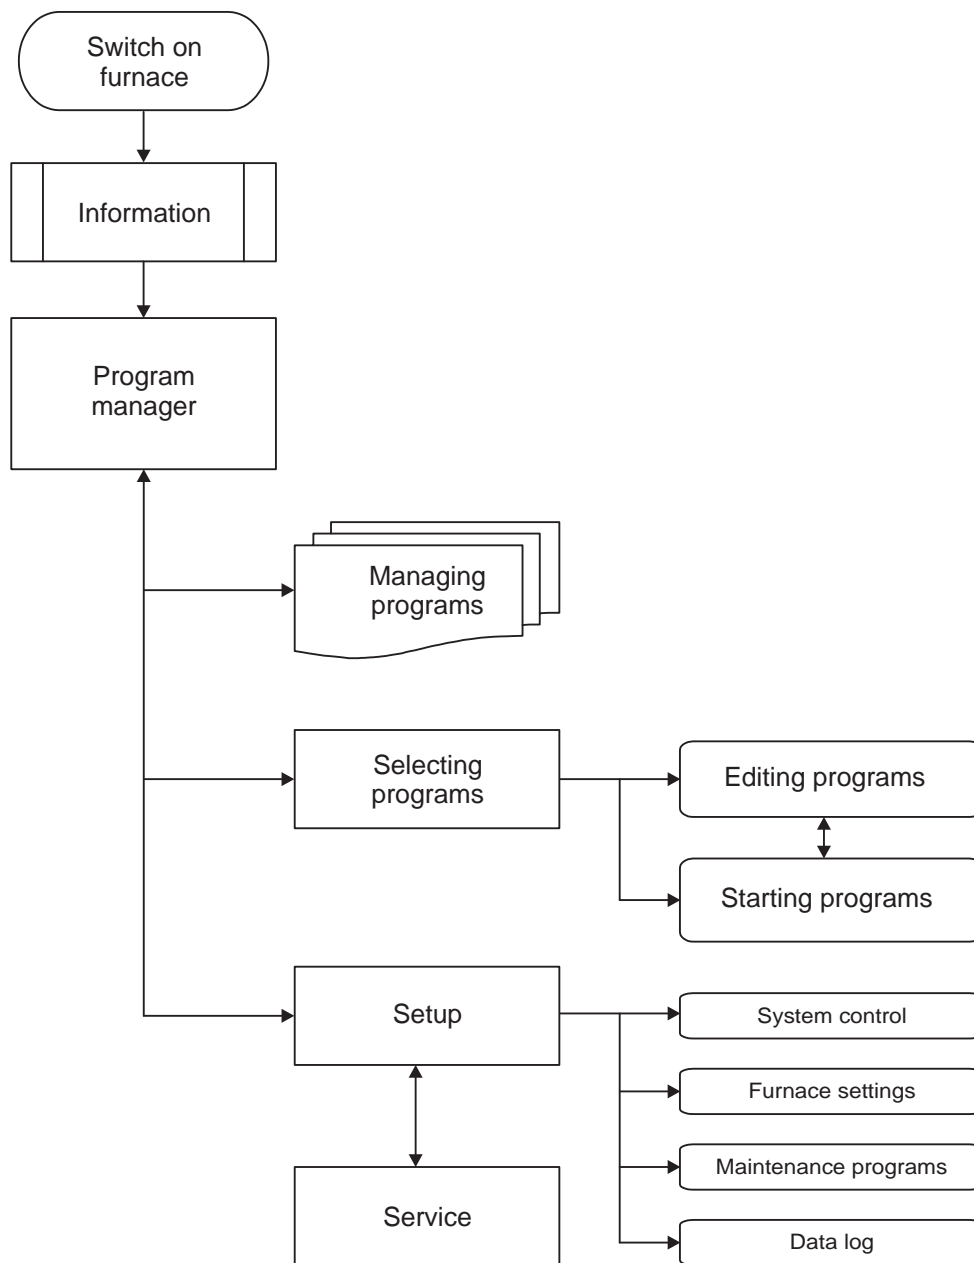 Switch on
furnace
Information
Program
manager
Managing
programs
Selecting
programs
Editing programs
Starting programs
Setup
System control
Furnace settings
Maintenance programs
Service
Data log